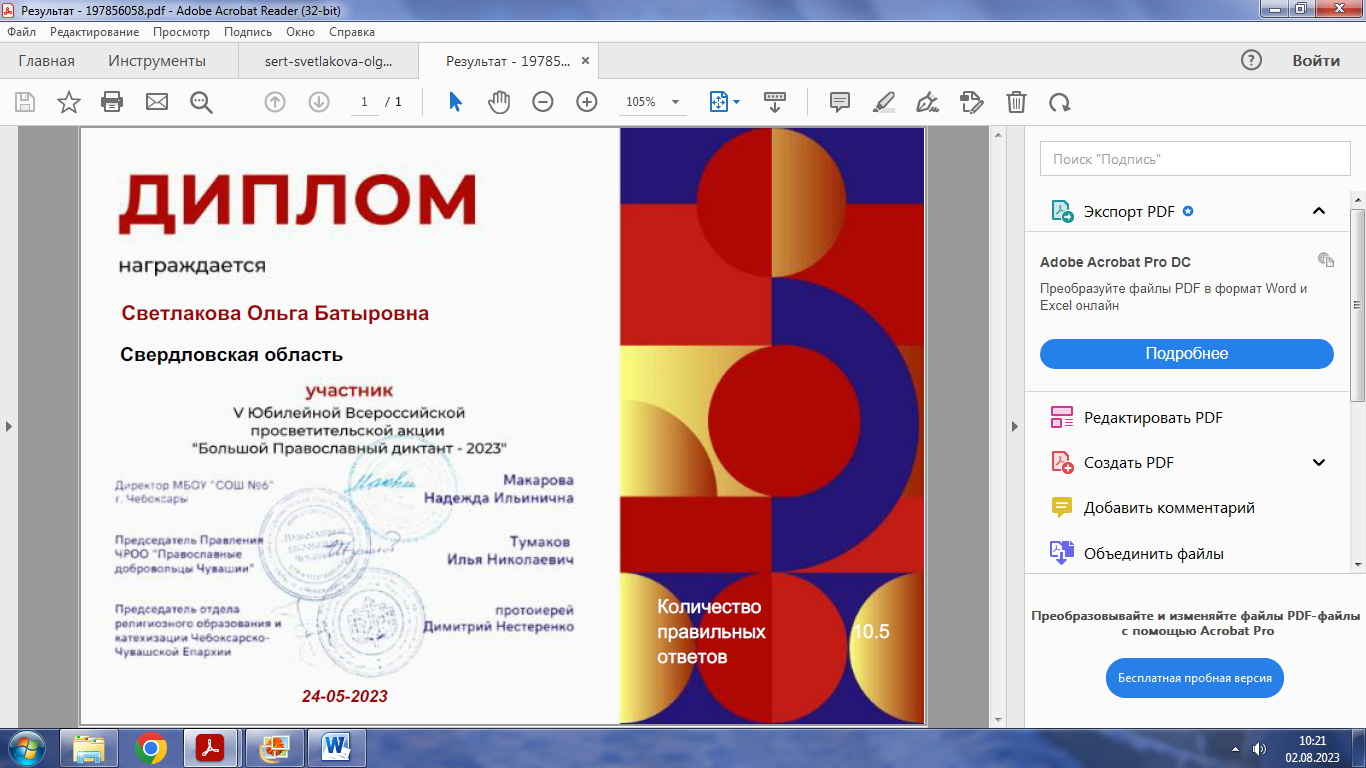 Результат - 197856058.pdf - Adobe Acrobat Reader (32-bit)
Файл Редактирование Просмотр Подпись Окно Справка
Главная Инструменты sert-svetlakova-olg... Результат - 19785... × Войти
1 / 1 105%
ДИПЛОМ
награждается
Светлакова Ольга Батыровна
Свердловская область
участник
V Юбилейной Всероссийской
просветительской акции
"Большой Православный диктант - 2023"
Директор МБОУ "СОШ №6"
г. Чебоксары
Макарова
Надежда Ильинична
Председатель Правления
ЧРОО "Православные
добровольцы Чувашии"
Тумаков
Илья Николаевич
Председатель отдела
религиозного образования и
катехизации Чебоксарско-
Чувашской Епархии
протоиерей
Димитрий Нестеренко
24-05-2023
Количество
правильных
ответов
10.5
Поиск "Подпись"
Экспорт PDF
Adobe Acrobat Pro DC
Преобразуйте файлы PDF в формат Word и
Excel онлайн
Подробнее
Редактировать PDF
Создать PDF
Добавить комментарий
Объединить файлы
Преобразовывайте и изменяйте файлы PDF-файлы
с помощью Acrobat Pro
Бесплатная пробная версия
10:21
02.08.2023